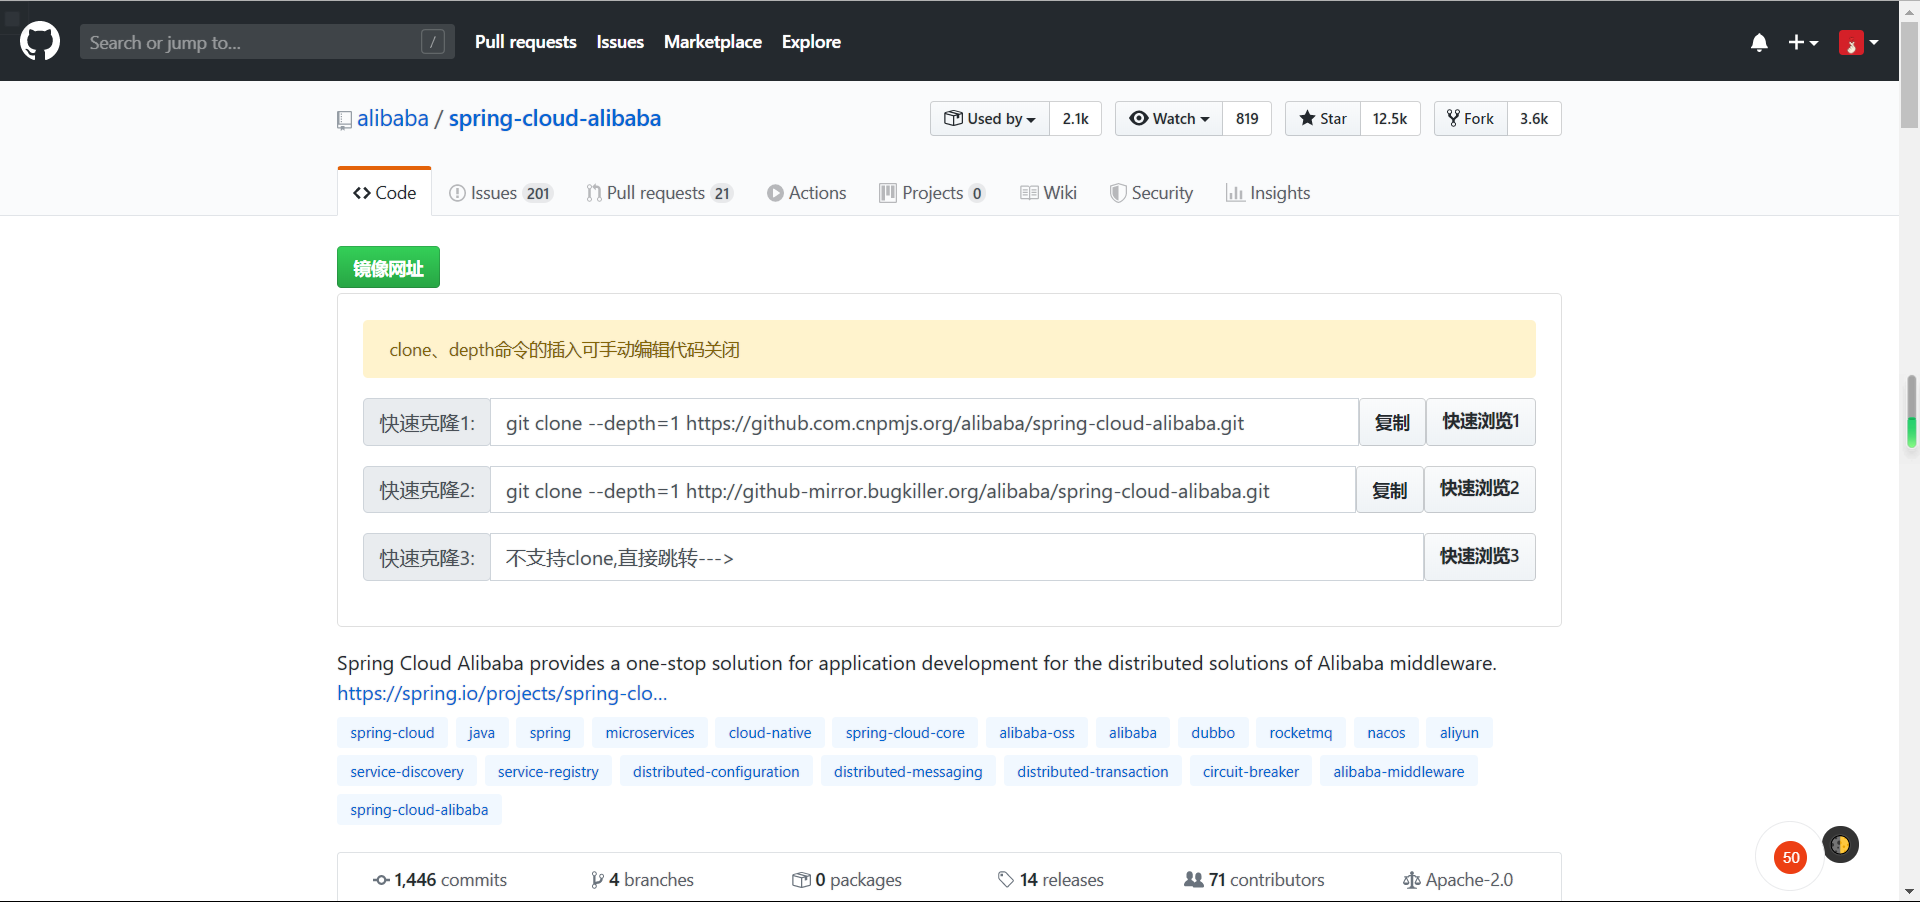 Search or jump to... / Pull requests Issues Marketplace Explore
alibaba / spring-cloud-alibaba Used by 2.1k Watch 819 Star 12.5k Fork 3.6k
Code Issues 201 Pull requests 21 Actions Projects 0 Wiki Security Insights
镜像网址
clone、depth命令的插入可手动编辑代码关闭
快速克隆1: git clone --depth=1 https://github.com.cnpmjs.org/alibaba/spring-cloud-alibaba.git 复制 快速浏览1
快速克隆2: git clone --depth=1 http://github-mirror.bugkiller.org/alibaba/spring-cloud-alibaba.git 复制 快速浏览2
快速克隆3: 不支持clone,直接跳转---> 快速浏览3
Spring Cloud Alibaba provides a one-stop solution for application development for the distributed solutions of Alibaba middleware.
https://spring.io/projects/spring-clo...
spring-cloud java spring microservices cloud-native spring-cloud-core alibaba-oss alibaba dubbo rocketmq nacos aliyun
service-discovery service-registry distributed-configuration distributed-messaging distributed-transaction circuit-breaker alibaba-middleware
spring-cloud-alibaba
50
1,446 commits 4 branches 0 packages 14 releases 71 contributors Apache-2.0